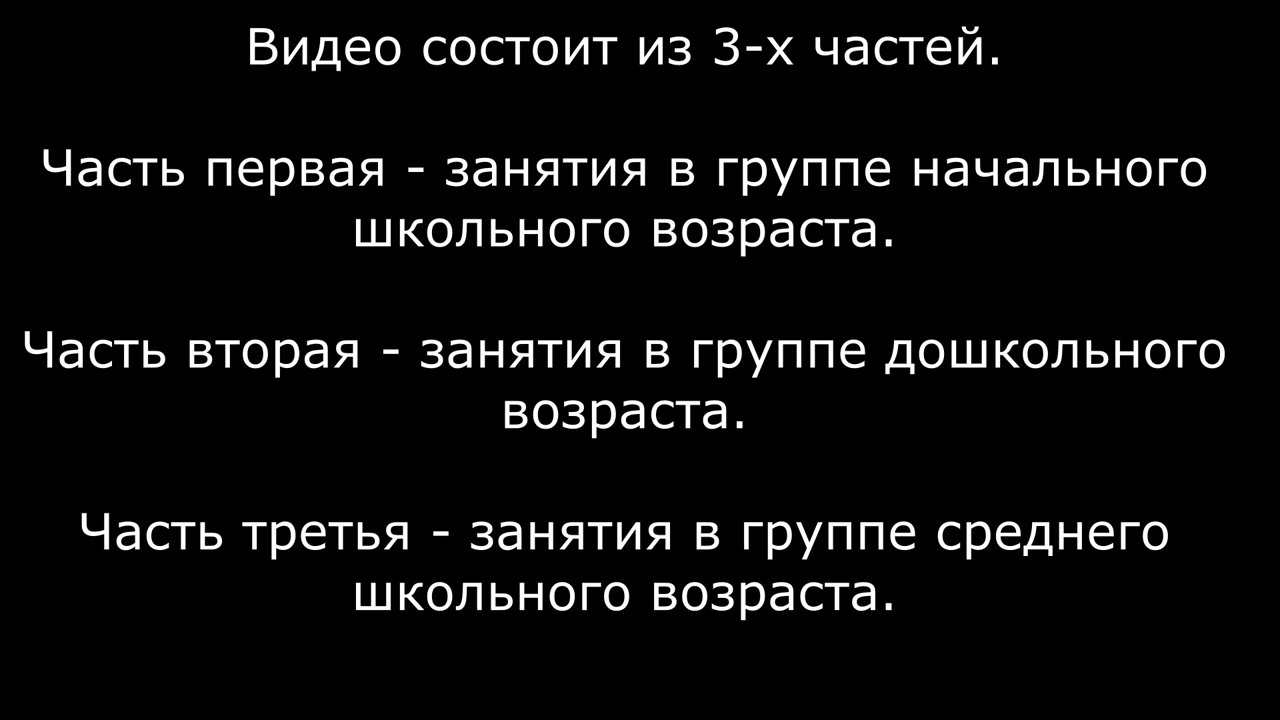 Видео состоит из 3-х частей.
Часть первая - занятия в группе начального
школьного возраста.
Часть вторая - занятия в группе дошкольного
возраста.
Часть третья - занятия в группе среднего
школьного возраста.